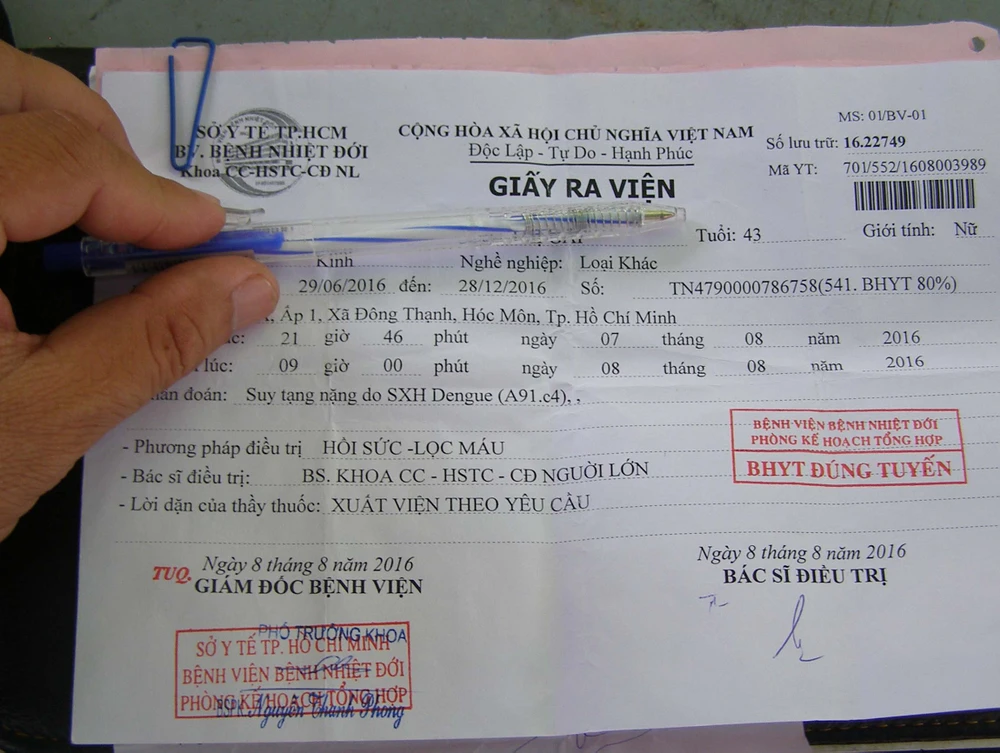 MS: 01/BV-01
SỞ Y TẾ TP.HCM
BV. BỆNH NHIỆT ĐỚI
Khoa CC-HSTC-CĐ NL
CỘNG HÒA XÃ HỘI CHỦ NGHĨA VIỆT NAM
Độc Lập - Tự Do - Hạnh Phúc
Số lưu trữ: 16.22749
Mã YT: 701/552/1608003989
GIẤY RA VIỆN
Tuổi: 43 Giới tính: Nữ
Kinh Nghề nghiệp: Loại Khác
29/06/2016 đến: 28/12/2016 Số: TN4790000786758(541. BHYT 80%)
Ấp 1, Xã Đông Thạnh, Hóc Môn, Tp. Hồ Chí Minh
21 giờ 46 phút ngày 07 tháng 08 năm 2016
lúc: 09 giờ 00 phút ngày 08 tháng 08 năm 2016
đoán: Suy tạng nặng do SXH Dengue (A91.c4), ,
- Phương pháp điều trị HỒI SỨC -LỌC MÁU
- Bác sĩ điều trị: BS. KHOA CC - HSTC - CĐ NGƯỜI LỚN
- Lời dặn của thầy thuốc: XUẤT VIỆN THEO YÊU CẦU
BỆNH VIỆN BỆNH NHIỆT ĐỚI
PHÒNG KẾ HOẠCH TỔNG HỢP
BHYT ĐÚNG TUYẾN
Ngày 8 tháng 8 năm 2016
TUQ. GIÁM ĐỐC BỆNH VIỆN
Ngày 8 tháng 8 năm 2016
BÁC SĨ ĐIỀU TRỊ
PHÓ TRƯỞNG KHOA
SỞ Y TẾ TP. HỒ CHÍ MINH
BỆNH VIỆN BỆNH NHIỆT ĐỚI
PHÒNG KẾ HOẠCH TỔNG HỢP
Nguyễn Thanh Phong